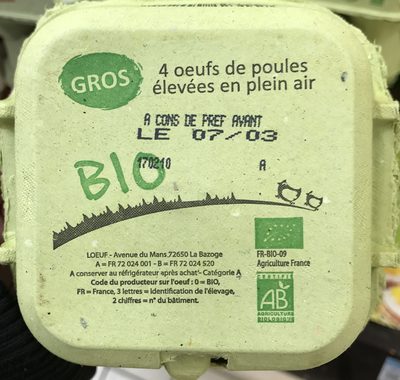 GROS
4 oeufs de poules
élevées en plein air
A CONS DE PREF AVANT
LE 07/03
170210 A
BIO
LOEUF - Avenue du Mans, 72650 La Bazoge
A = FR 72 024 001 - B = FR 72 024 520
A conserver au réfrigérateur après achat - Catégorie A
Code du producteur sur l'oeuf : 0 = BIO,
FR = France, 3 lettres = identification de l'élevage,
2 chiffres = n° du bâtiment.
FR-BIO-09
Agriculture France
CERTIFIÉ
AB
AGRICULTURE
BIOLOGIQUE